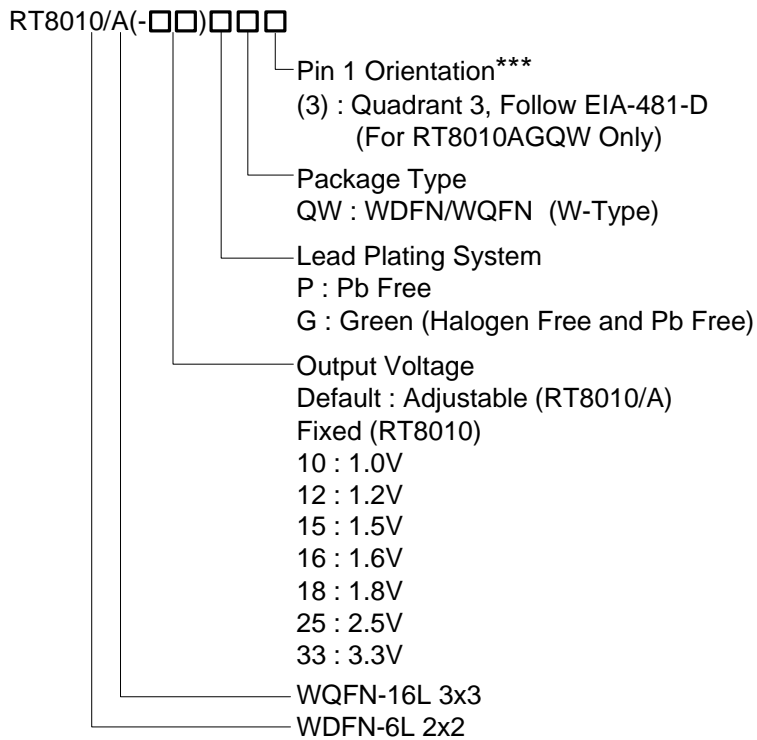 RT8010/A(-□□)□□□
Pin 1 Orientation***
(3) : Quadrant 3, Follow EIA-481-D
(For RT8010AGQW Only)
Package Type
QW : WDFN/WQFN (W-Type)
Lead Plating System
P : Pb Free
G : Green (Halogen Free and Pb Free)
Output Voltage
Default : Adjustable (RT8010/A)
Fixed (RT8010)
10 : 1.0V
12 : 1.2V
15 : 1.5V
16 : 1.6V
18 : 1.8V
25 : 2.5V
33 : 3.3V
WQFN-16L 3x3
WDFN-6L 2x2